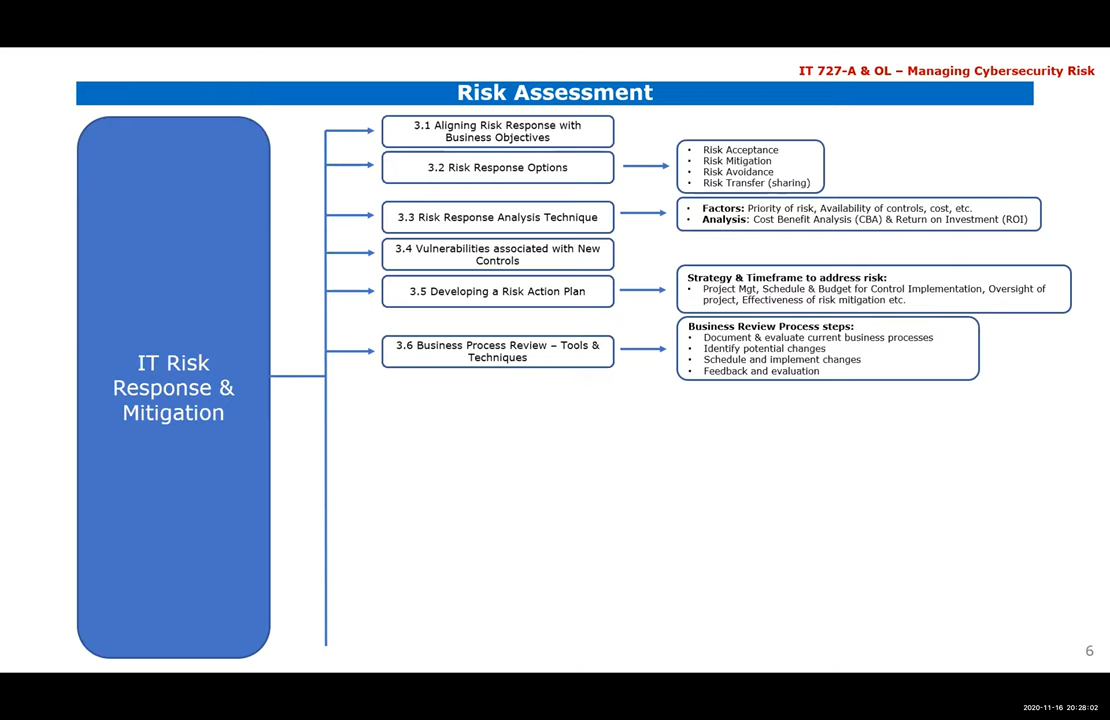 IT 727-A & OL – Managing Cybersecurity Risk
Risk Assessment
IT Risk
Response &
Mitigation
3.1 Aligning Risk Response with
Business Objectives
3.2 Risk Response Options
• Risk Acceptance
• Risk Mitigation
• Risk Avoidance
• Risk Transfer (sharing)
3.3 Risk Response Analysis Technique
• Factors: Priority of risk, Availability of controls, cost, etc.
• Analysis: Cost Benefit Analysis (CBA) & Return on Investment (ROI)
3.4 Vulnerabilities associated with New
Controls
3.5 Developing a Risk Action Plan
Strategy & Timeframe to address risk:
• Project Mgt, Schedule & Budget for Control Implementation, Oversight of
project, Effectiveness of risk mitigation etc.
3.6 Business Process Review – Tools &
Techniques
Business Review Process steps:
• Document & evaluate current business processes
• Identify potential changes
• Schedule and implement changes
• Feedback and evaluation
6
2020-11-16 20:28:02